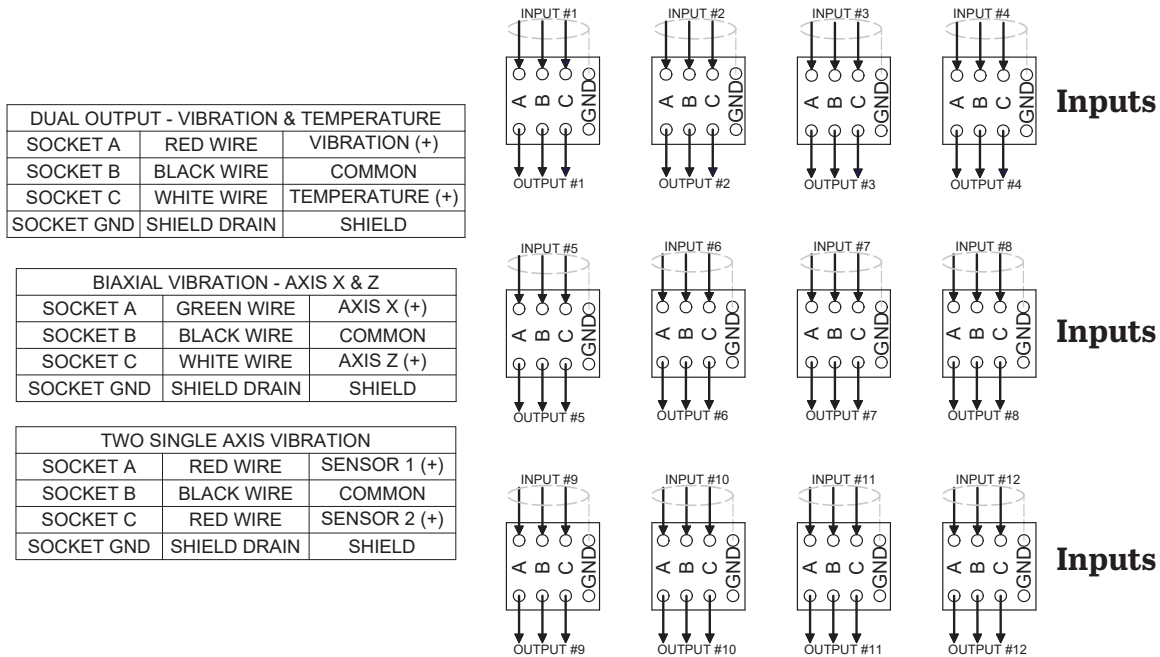 DUAL OUTPUT - VIBRATION & TEMPERATURE
SOCKET A RED WIRE VIBRATION (+)
SOCKET B BLACK WIRE COMMON
SOCKET C WHITE WIRE TEMPERATURE (+)
SOCKET GND SHIELD DRAIN SHIELD
BIAXIAL VIBRATION - AXIS X & Z
SOCKET A GREEN WIRE AXIS X (+)
SOCKET B BLACK WIRE COMMON
SOCKET C WHITE WIRE AXIS Z (+)
SOCKET GND SHIELD DRAIN SHIELD
TWO SINGLE AXIS VIBRATION
SOCKET A RED WIRE SENSOR 1 (+)
SOCKET B BLACK WIRE COMMON
SOCKET C RED WIRE SENSOR 2 (+)
SOCKET GND SHIELD DRAIN SHIELD
INPUT #1 INPUT #2 INPUT #3 INPUT #4
A B C GND A B C GND A B C GND A B C GND Inputs
OUTPUT #1 OUTPUT #2 OUTPUT #3 OUTPUT #4
INPUT #5 INPUT #6 INPUT #7 INPUT #8
A B C GND A B C GND A B C GND A B C GND Inputs
OUTPUT #5 OUTPUT #6 OUTPUT #7 OUTPUT #8
INPUT #9 INPUT #10 INPUT #11 INPUT #12
A B C GND A B C GND A B C GND A B C GND Inputs
OUTPUT #9 OUTPUT #10 OUTPUT #11 OUTPUT #12